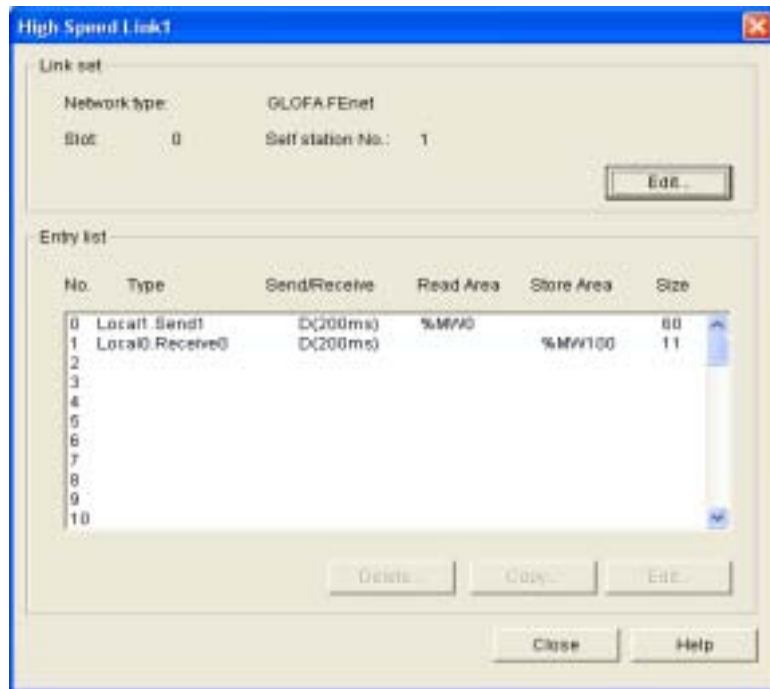 High Speed Link1
Link set
Network type: GLOFA FEnet
Slot: 0 Self station No.: 1
Edit...
Entry list
No. Type Send/Receive Read Area Store Area Size
0 Local1.Send1 D(200ms) %MW0 60
1 Local0.Receive0 D(200ms) %MW100 11
2
3
4
5
6
7
8
9
10
Delete... Copy... Edit...
Close Help